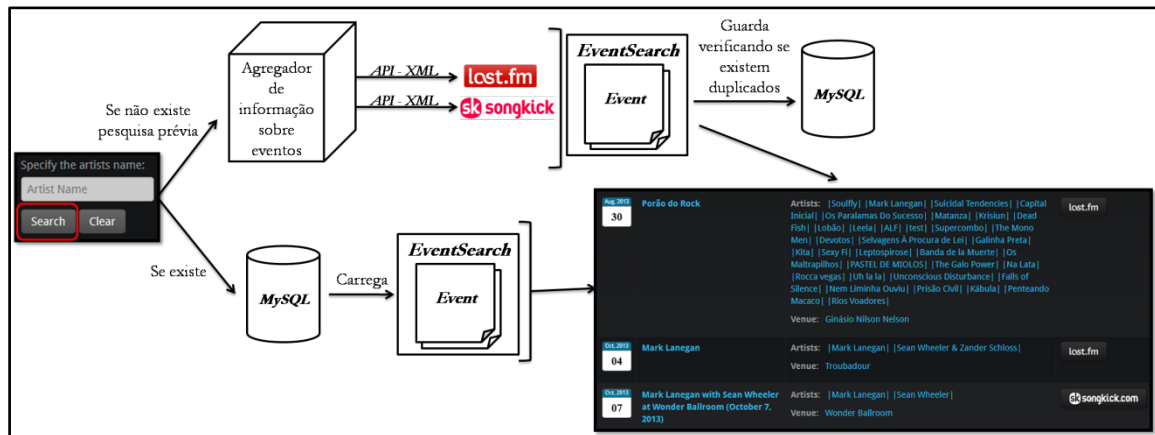 Se não existe
pesquisa prévia
Specify the artists name:
Artist Name
Search
Clear
Se existe
Agregador
de
informação
sobre
eventos
API - XML
API - XML
last.fm
sk songkick
EventSearch
Event
Guarda
verificando se
existem
duplicados
MySQL
MySQL
Carrega
EventSearch
Event
Aug, 2013
30
Porão do Rock
Artists: |Soulfly| |Mark Lanegan| |Suicidal Tendencies| |Capital
Inicial| |Os Paralamas Do Sucesso| |Matanza| |Krisiun| |Dead
Fish| |Lobão| |Leela| |ALF| |test| |Supercombo| |The Mono
Men| |Devotos| |Selvagens À Procura de Lei| |Galinha Preta|
|Kita| |Sexy Fi| |Leptospirose| |Banda de la Muerte| |Os
Maltrapilhos| |PASTEL DE MIOLOS| |The Galo Power| |Na Lata|
|Rocca vegas| |Uh la la| |Unconscious Disturbance| |Falls of
Silence| |Nem Liminha Ouviu| |Prisão Civil| |Kábula| |Penteando
Macaco| |Rios Voadores|
Venue: Ginásio Nilson Nelson
last.fm
Oct, 2013
04
Mark Lanegan
Artists: |Mark Lanegan| |Sean Wheeler & Zander Schloss|
Venue: Troubadour
last.fm
Oct, 2013
07
Mark Lanegan with Sean Wheeler
at Wonder Ballroom (October 7,
2013)
Artists: |Mark Lanegan| |Sean Wheeler|
Venue: Wonder Ballroom
sk songkick.com